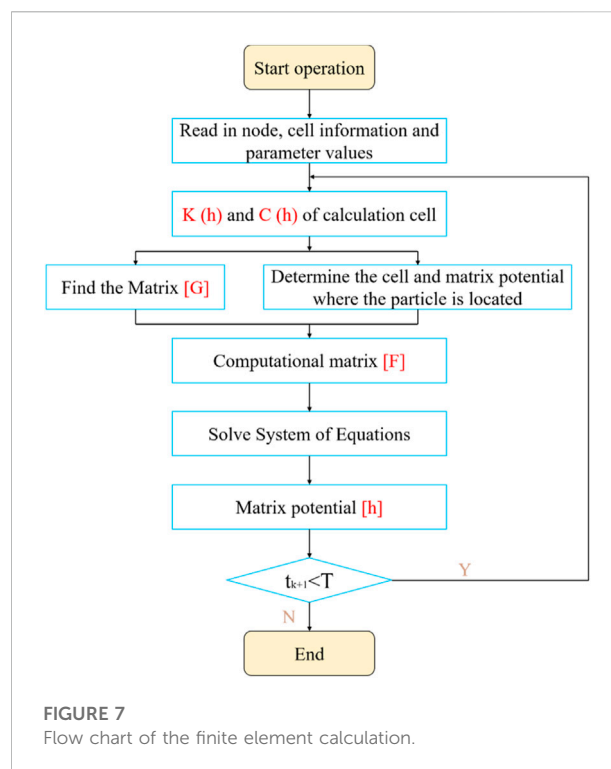 Start operation
Read in node, cell information and
parameter values
K (h) and C (h) of calculation cell
Find the Matrix [G]
Determine the cell and matrix potential
where the particle is located
Computational matrix [F]
Solve System of Equations
Matrix potential [h]
tₖ₊₁<T
Y
N
End
FIGURE 7
Flow chart of the finite element calculation.